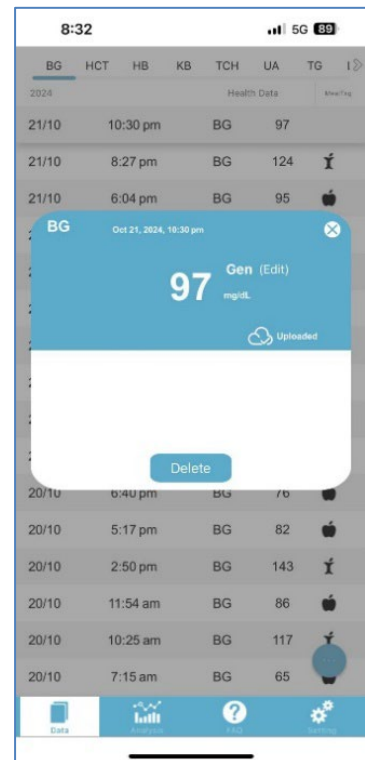 8:32 5G 89
BG HCT HB KB TCH UA TG
2024 Health Data Meal Tag
21/10 10:30 pm BG 97
21/10 8:27 pm BG 124
21/10 6:04 pm BG 95
BG Oct 21, 2024, 10:30 pm
97 Gen (Edit)
mg/dL
Uploaded
Delete
20/10 6:40 pm BG 76
20/10 5:17 pm BG 82
20/10 2:50 pm BG 143
20/10 11:54 am BG 86
20/10 10:25 am BG 117
20/10 7:15 am BG 65
Data Analysis FAQ Setting